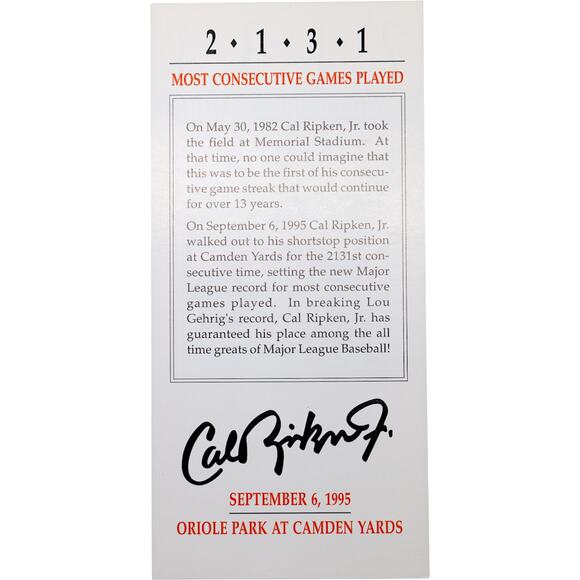 2 ♦ 1 ♦ 3 ♦ 1
MOST CONSECUTIVE GAMES PLAYED
On May 30, 1982 Cal Ripken, Jr. took
the field at Memorial Stadium. At
that time, no one could imagine that
this was to be the first of his consecu-
tive game streak that would continue
for over 13 years.
On September 6, 1995 Cal Ripken, Jr.
walked out to his shortstop position
at Camden Yards for the 2131st con-
secutive time, setting the new Major
League record for most consecutive
games played. In breaking Lou
Gehrig's record, Cal Ripken, Jr. has
guaranteed his place among the all
time greats of Major League Baseball!
Cal Ripken Jr.
SEPTEMBER 6, 1995
ORIOLE PARK AT CAMDEN YARDS